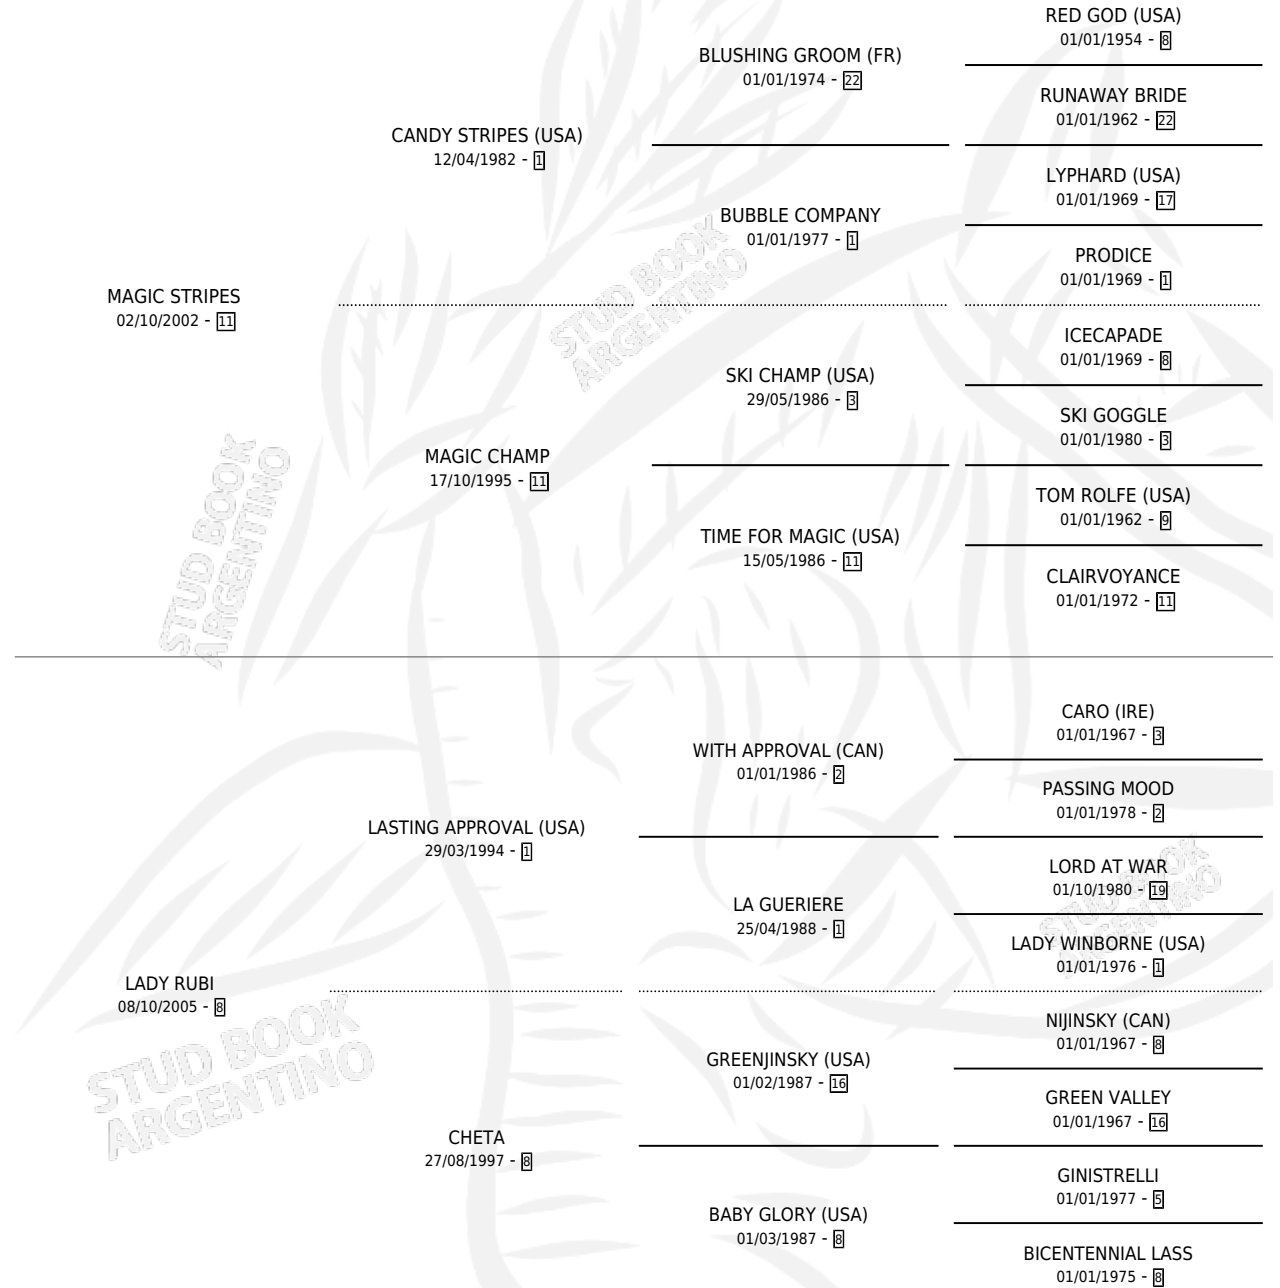 RED GOD (USA)
01/01/1954 - 8
BLUSHING GROOM (FR)
01/01/1974 - 22
RUNAWAY BRIDE
01/01/1962 - 22
CANDY STRIPES (USA)
12/04/1982 - 1
LYPHARD (USA)
01/01/1969 - 17
BUBBLE COMPANY
01/01/1977 - 1
PRODICE
01/01/1969 - 1
MAGIC STRIPES
02/10/2002 - 11
STUD BOOK
ARGENTINO
ICECAPADE
01/01/1969 - 8
SKI CHAMP (USA)
29/05/1986 - 3
SKI GOGGLE
01/01/1980 - 3
MAGIC CHAMP
17/10/1995 - 11
TOM ROLFE (USA)
01/01/1962 - 9
TIME FOR MAGIC (USA)
15/05/1986 - 11
CLAIRVOYANCE
01/01/1972 - 11
STUD BOOK
ARGENTINO
CARO (IRE)
01/01/1967 - 3
WITH APPROVAL (CAN)
01/01/1986 - 2
PASSING MOOD
01/01/1978 - 2
LASTING APPROVAL (USA)
29/03/1994 - 1
LORD AT WAR
01/10/1980 - 19
LA GUERIERE
25/04/1988 - 1
LADY WINBORNE (USA)
01/01/1976 - 1
STUD BOOK
ARGENTINO
LADY RUBI
08/10/2005 - 8
STUD BOOK
ARGENTINO
NIJINSKY (CAN)
01/01/1967 - 8
GREENJINSKY (USA)
01/02/1987 - 16
GREEN VALLEY
01/01/1967 - 16
CHETA
27/08/1997 - 8
GINISTRELLI
01/01/1977 - 5
BABY GLORY (USA)
01/03/1987 - 8
BICENTENNIAL LASS
01/01/1975 - 8